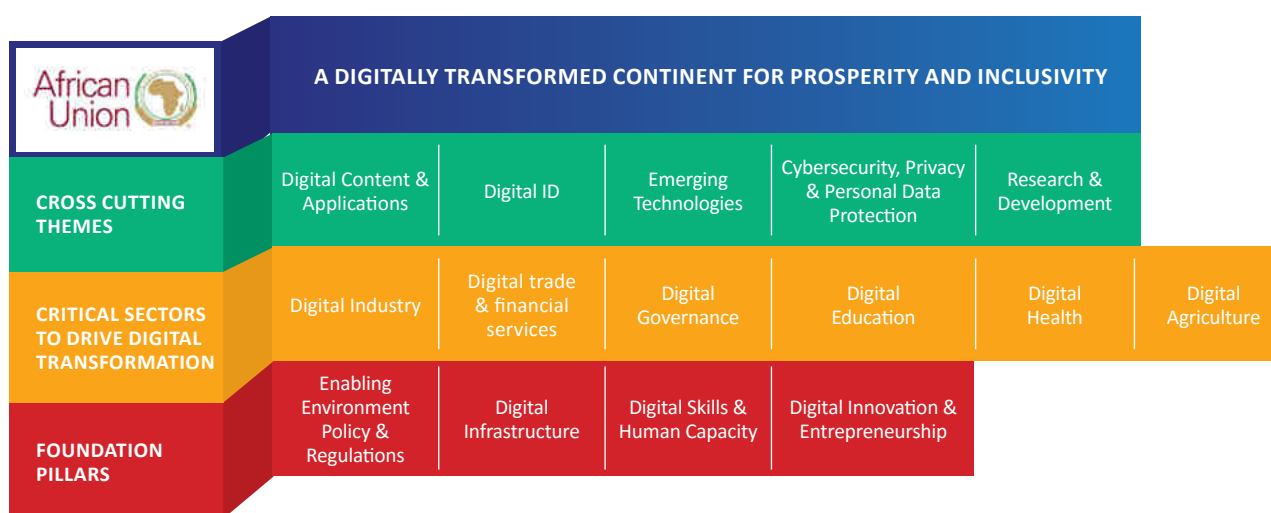 African
Union
A DIGITALLY TRANSFORMED CONTINENT FOR PROSPERITY AND INCLUSIVITY
CROSS CUTTING
THEMES
Digital Content &
Applications
Digital ID
Emerging
Technologies
Cybersecurity, Privacy
& Personal Data
Protection
Research &
Development
CRITICAL SECTORS
TO DRIVE DIGITAL
TRANSFORMATION
Digital Industry
Digital trade
& financial
services
Digital
Governance
Digital
Education
Digital
Health
Digital
Agriculture
FOUNDATION
PILLARS
Enabling
Environment
Policy &
Regulations
Digital
Infrastructure
Digital Skills &
Human Capacity
Digital Innovation &
Entrepreneurship